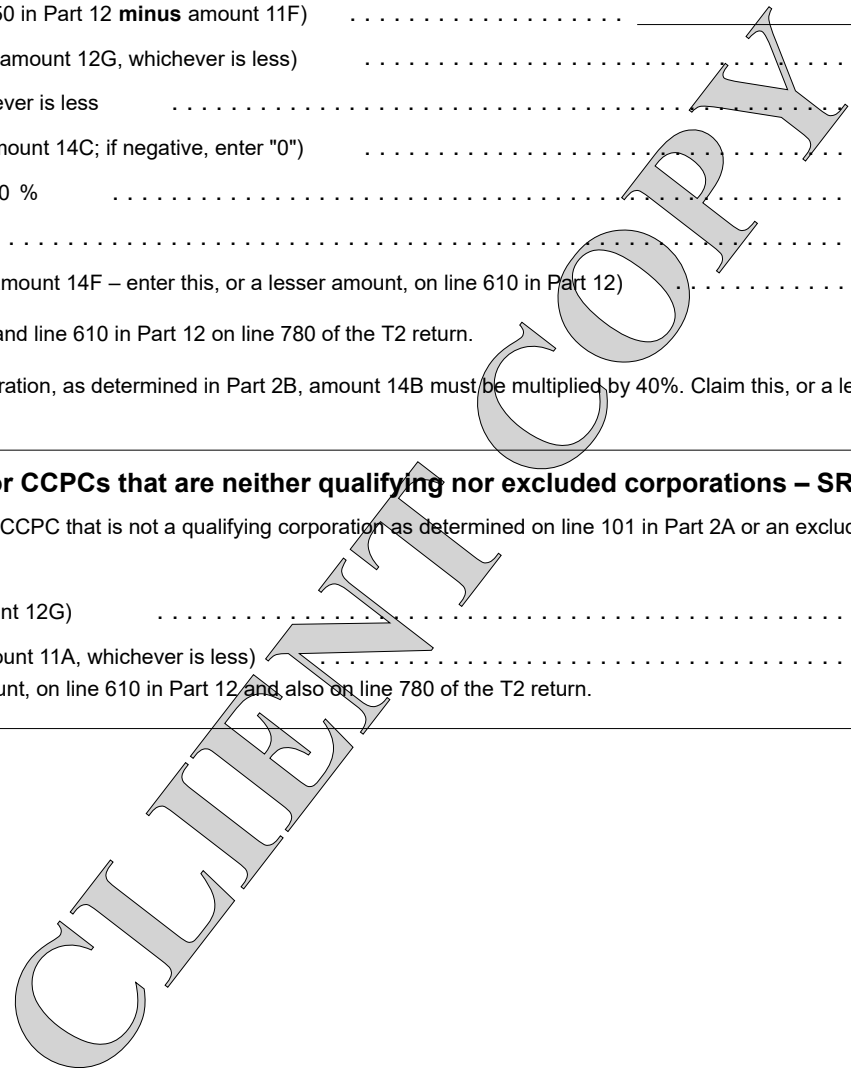 50 in Part 12 minus amount 11F) . . . . . . . . . . . . . . . . . . .
amount 12G, whichever is less) . . . . . . . . . . . . . . . . . . . . . . . . . . . . . . . . .
ever is less . . . . . . . . . . . . . . . . . . . . . . . . . . . . . . . . . . . . . . . . . . . . . .
mount 14C; if negative, enter "0") . . . . . . . . . . . . . . . . . . . . . . . . . . . . . . . . .
0 % . . . . . . . . . . . . . . . . . . . . . . . . . . . . . . . . . . . . . . . . . . . . . . . . . .
. . . . . . . . . . . . . . . . . . . . . . . . . . . . . . . . . . . . . . . . . . . . . . . . . . . . . . . . .
mount 14F – enter this, or a lesser amount, on line 610 in Part 12) . . . . . . . . . . . .
and line 610 in Part 12 on line 780 of the T2 return.
ration, as determined in Part 2B, amount 14B must be multiplied by 40%. Claim this, or a le
or CCPCs that are neither qualifying nor excluded corporations – SR
CCPC that is not a qualifying corporation as determined on line 101 in Part 2A or an exclud
nt 12G) . . . . . . . . . . . . . . . . . . . . . . . . . . . . . . . . . . . . . . . . . . . . . . .
ount 11A, whichever is less) . . . . . . . . . . . . . . . . . . . . . . . . . . . . . . . . . . . .
unt, on line 610 in Part 12 and also on line 780 of the T2 return.
CLIENT COPY